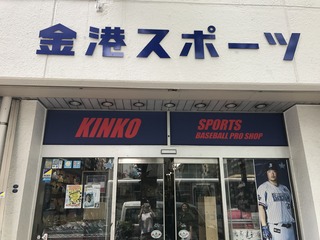 金港スポーツ
KINKO
SPORTS
BASEBALL PRO SHOP